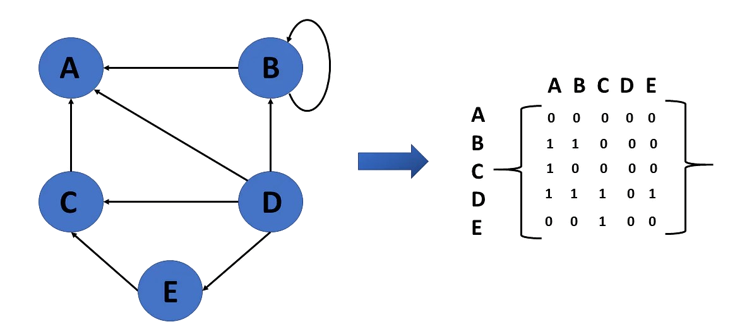 A
B
C
D
E
A B C D E
A 0 0 0 0 0
B 1 1 0 0 0
C 1 0 0 0 0
D 1 1 1 0 1
E 0 0 1 0 0